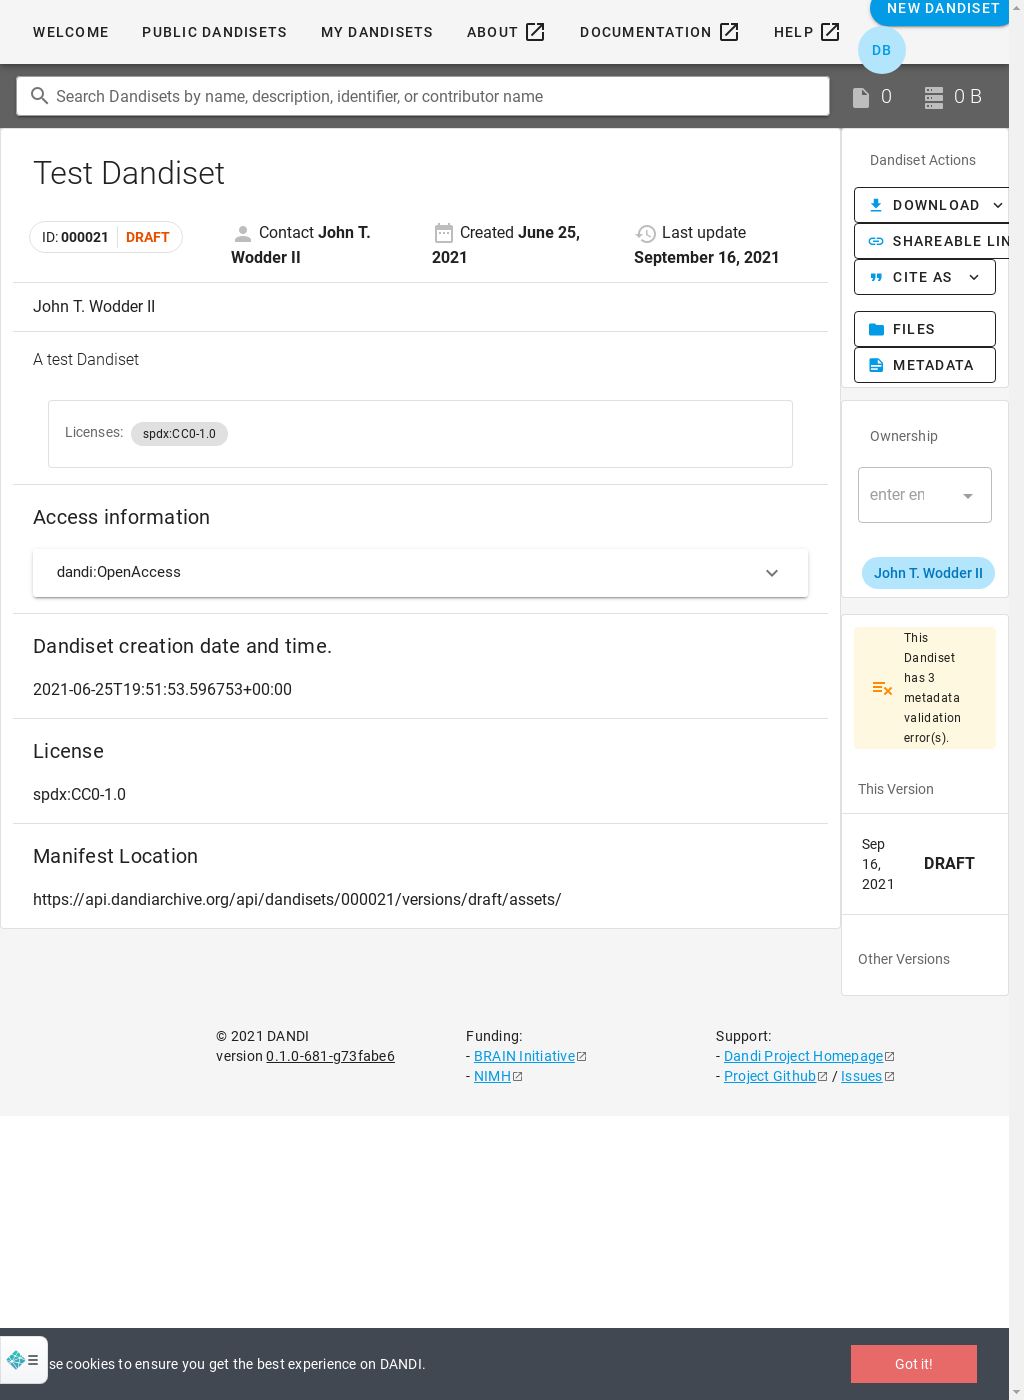 WELCOME PUBLIC DANDISETS MY DANDISETS ABOUT DOCUMENTATION HELP NEW DANDISET
DB
Search Dandisets by name, description, identifier, or contributor name 0 0 B
Test Dandiset
ID: 000021 DRAFT
Contact John T.
Wodder II
Created June 25,
2021
Last update
September 16, 2021
John T. Wodder II
A test Dandiset
Licenses: spdx:CC0-1.0
Access information
dandi:OpenAccess
Dandiset creation date and time.
2021-06-25T19:51:53.596753+00:00
License
spdx:CC0-1.0
Manifest Location
https://api.dandiarchive.org/api/dandisets/000021/versions/draft/assets/
Dandiset Actions
DOWNLOAD
SHAREABLE LIN
CITE AS
FILES
METADATA
Ownership
enter en
John T. Wodder II
This
Dandiset
has 3
metadata
validation
error(s).
This Version
Sep
16,
2021
DRAFT
Other Versions
© 2021 DANDI
version 0.1.0-681-g73fabe6
Funding:
- BRAIN Initiative
- NIMH
Support:
- Dandi Project Homepage
- Project Github / Issues
se cookies to ensure you get the best experience on DANDI.
Got it!